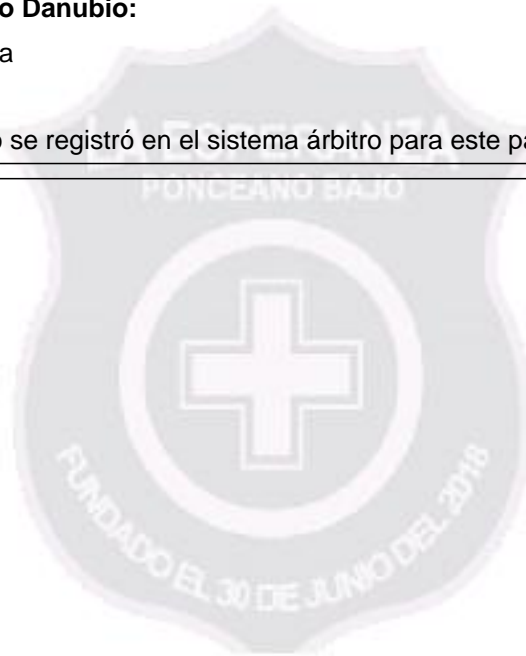 o Danubio:
a
se registró en el sistema árbitro para este pa
LA ESPERANZA
PONCEANO BAJO
FUNDADO EL 30 DE JUNIO DEL 2018